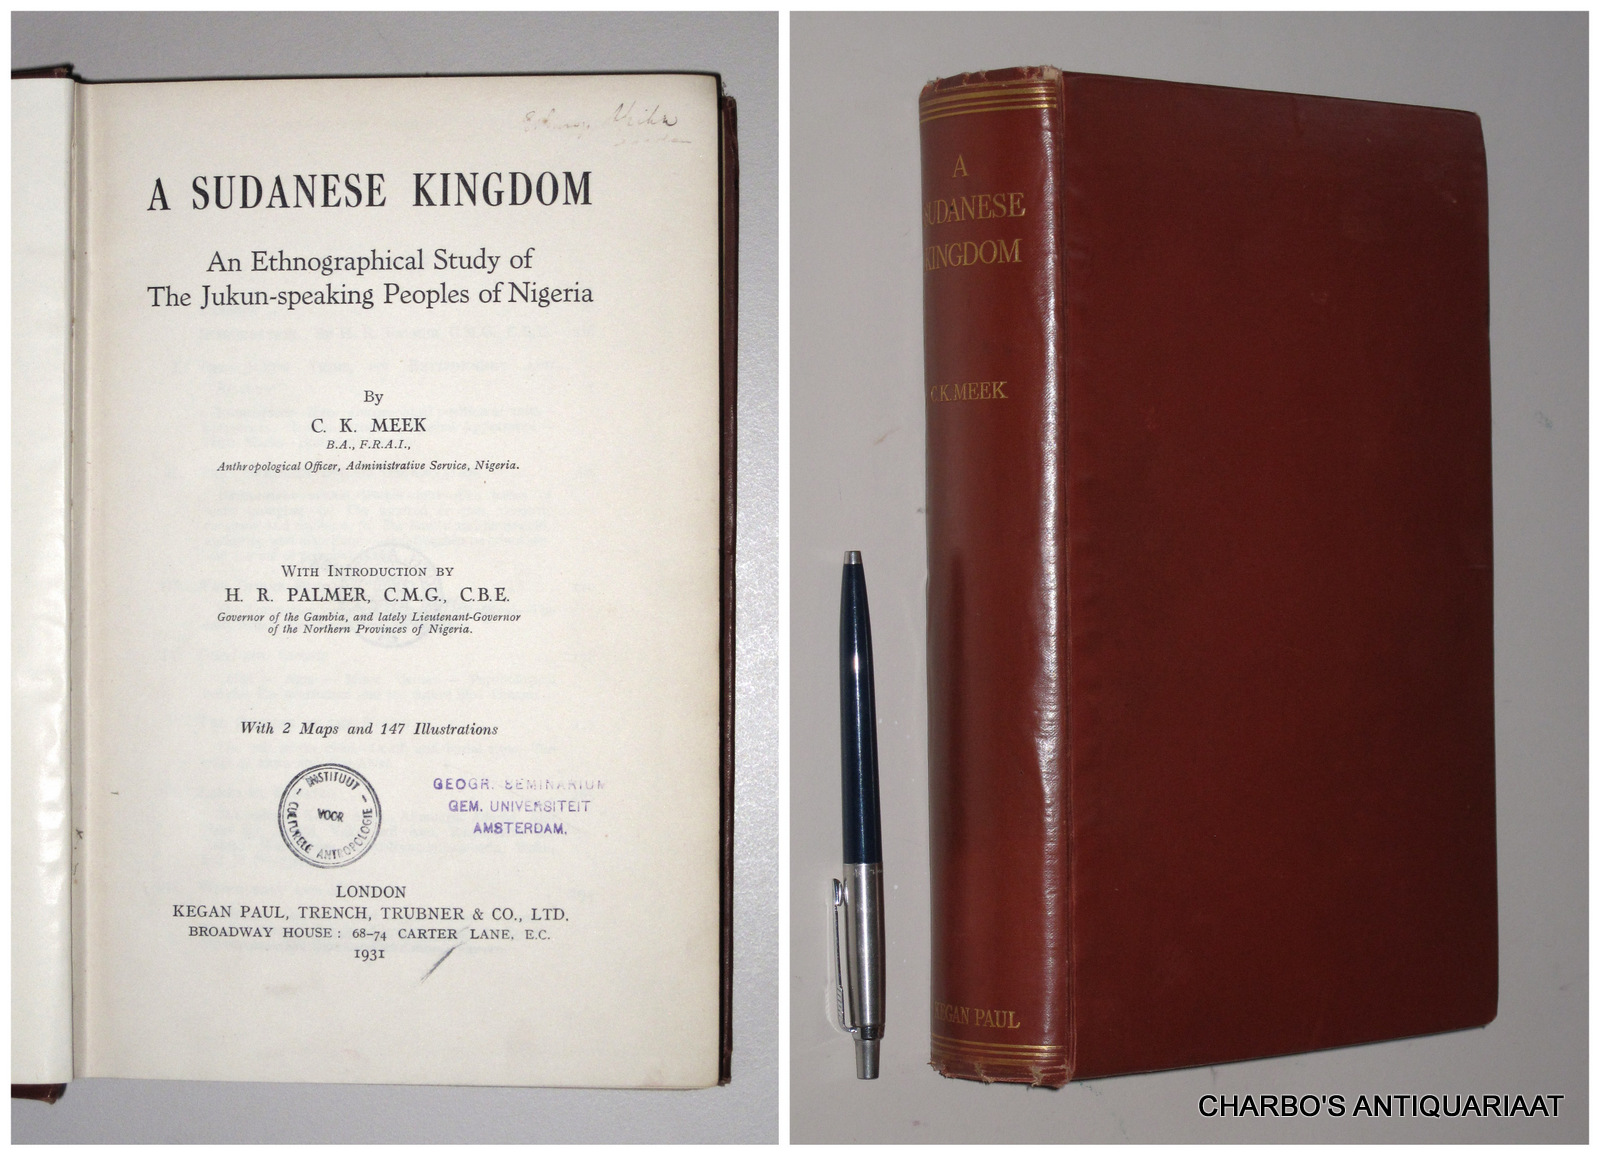 A SUDANESE KINGDOM
An Ethnographical Study of
The Jukun-speaking Peoples of Nigeria
By
C. K. MEEK
B.A., F.R.A.I.,
Anthropological Officer, Administrative Service, Nigeria.
WITH INTRODUCTION BY
H. R. PALMER, C.M.G., C.B.E.
Governor of the Gambia, and lately Lieutenant-Governor
of the Northern Provinces of Nigeria.
With 2 Maps and 147 Illustrations
INSTITUUT
VOOR
CULTURELE ANTROPOLOGIE
GEOGR. SEMINARIUM
GEM. UNIVERSITEIT
AMSTERDAM.
LONDON
KEGAN PAUL, TRENCH, TRUBNER & CO., LTD.
BROADWAY HOUSE : 68-74 CARTER LANE, E.C.
1931
A
SUDANESE
KINGDOM
C.K. MEEK
KEGAN PAUL
CHARBO'S ANTIQUARIAAT